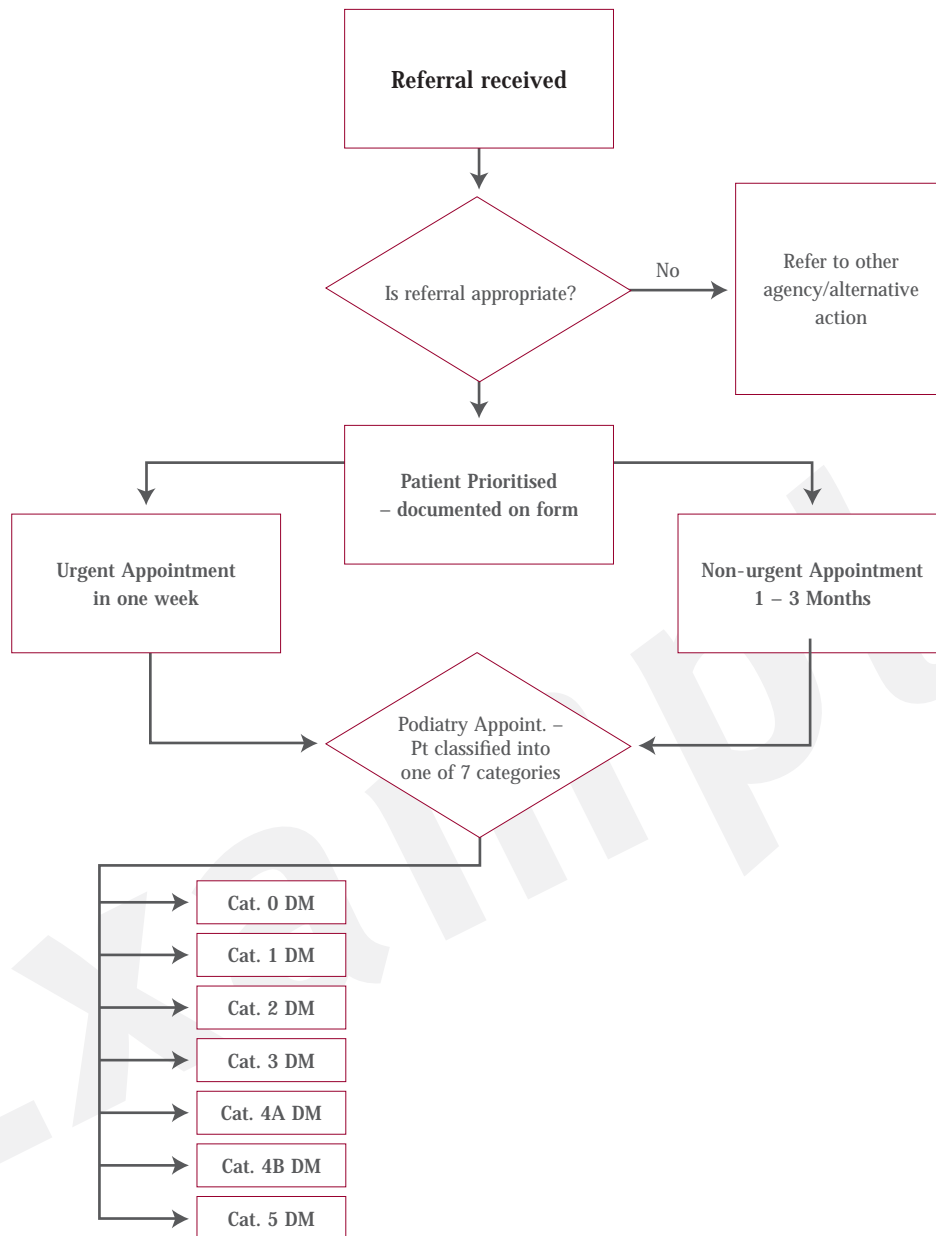 Referral received
Is referral appropriate?
No
Refer to other
agency/alternative
action
Patient Prioritised
– documented on form
Urgent Appointment
in one week
Non-urgent Appointment
1 – 3 Months
Podiatry Appoint. –
Pt classified into
one of 7 categories
Cat. 0 DM
Cat. 1 DM
Cat. 2 DM
Cat. 3 DM
Cat. 4A DM
Cat. 4B DM
Cat. 5 DM
Example